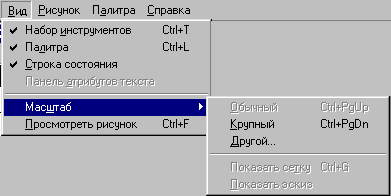 Вид Рисунок Палитра Справка
Набор инструментов Ctrl+T
Палитра Ctrl+L
Строка состояния
Панель атрибутов текста
Масштаб
Просмотреть рисунок Ctrl+F
Обычный Ctrl+PgUp
Крупный Ctrl+PgDn
Другой...
Показать сетку Ctrl+G
Показать эскиз